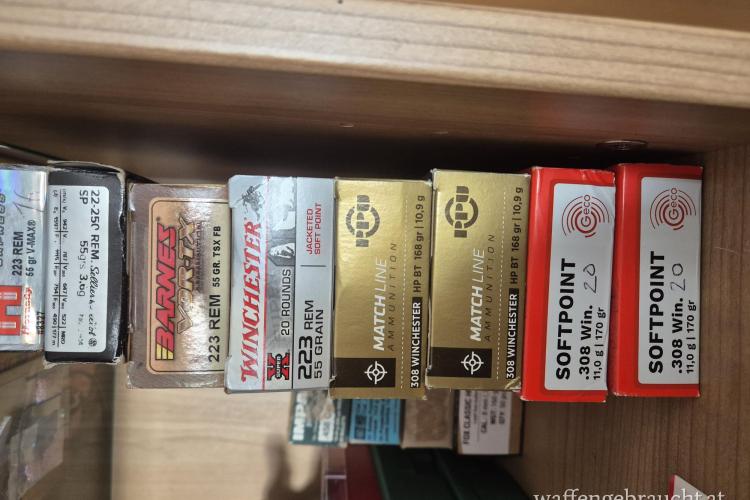 Hornady
223 REM
55 gr V-MAX®
22-250 REM.
SP
55grs 3,6g
BARNES
VOR-TX
AMMUNITION
223 REM 55 GR. TSX FB
WINCHESTER
SUPER
X
JACKETED
SOFT POINT
20 ROUNDS
223 REM
55 GRAIN
PPU
MATCH LINE
AMMUNITION
308 WINCHESTER HP BT 168 gr | 10,9 g
PPU
MATCH LINE
AMMUNITION
308 WINCHESTER HP BT 168 gr | 10,9 g
Geco
SOFTPOINT
.308 Win. 20
11,0 g | 170 gr
Geco
SOFTPOINT
.308 Win. 20
11,0 g | 170 gr
FOX CLASSIC
waffengebraucht.at